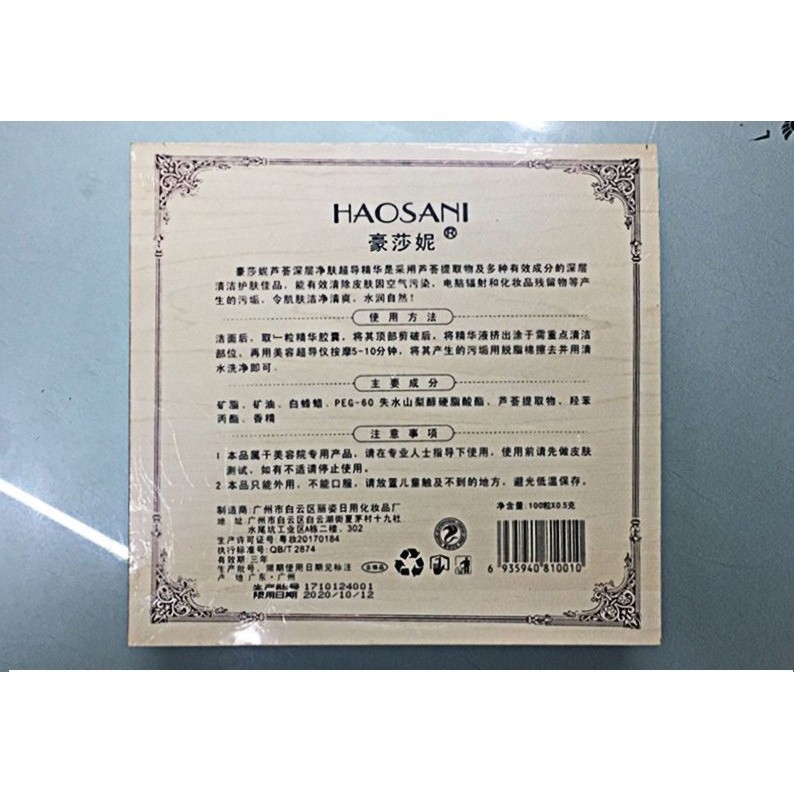 HAOSANI
豪莎妮®
豪莎妮芦荟深层净肤超导精华是采用芦荟提取物及多种有效成分的深层
清洁护肤佳品，能有效清除皮肤因空气污染，电脑辐射和化妆品残留物等产
生的污垢，令肌肤洁净清爽，水润自然！
使用方法
洁面后，取一粒精华胶囊，将其顶部剪破后，将精华液挤出涂于需重点清洁
部位，再用美容超导仪按摩5-10分钟，将其产生的污垢用脱脂棉擦去并用清
水洗净即可.
主要成分
矿脂、矿油、白蜂蜡、PEG-60 失水山梨醇硬脂酸酯、芦荟提取物、羟苯
丙酯、香精
注意事项
1 本品属于美容院专用产品，请在专业人士指导下使用，使用前请先做皮肤
测试，如有不适请停止使用。
2 本品只能外用，不能口服，请放置儿童触及不到的地方，避光低温保存。
制造商:广州市白云区丽姿日用化妆品厂
净含量:100粒X0.5克
地 址:广州市白云区白云湖街夏茅村十九社
水尾坑工业区A栋二楼、302
生产许可证号:粤妆20170184
执行标准号:QB/T 2874
有效期:三年
生产批号、限期使用日期见标注
产 地:广东·广州
生产批号 1710124001
限用日期 2020/10/12
6 935940 810010